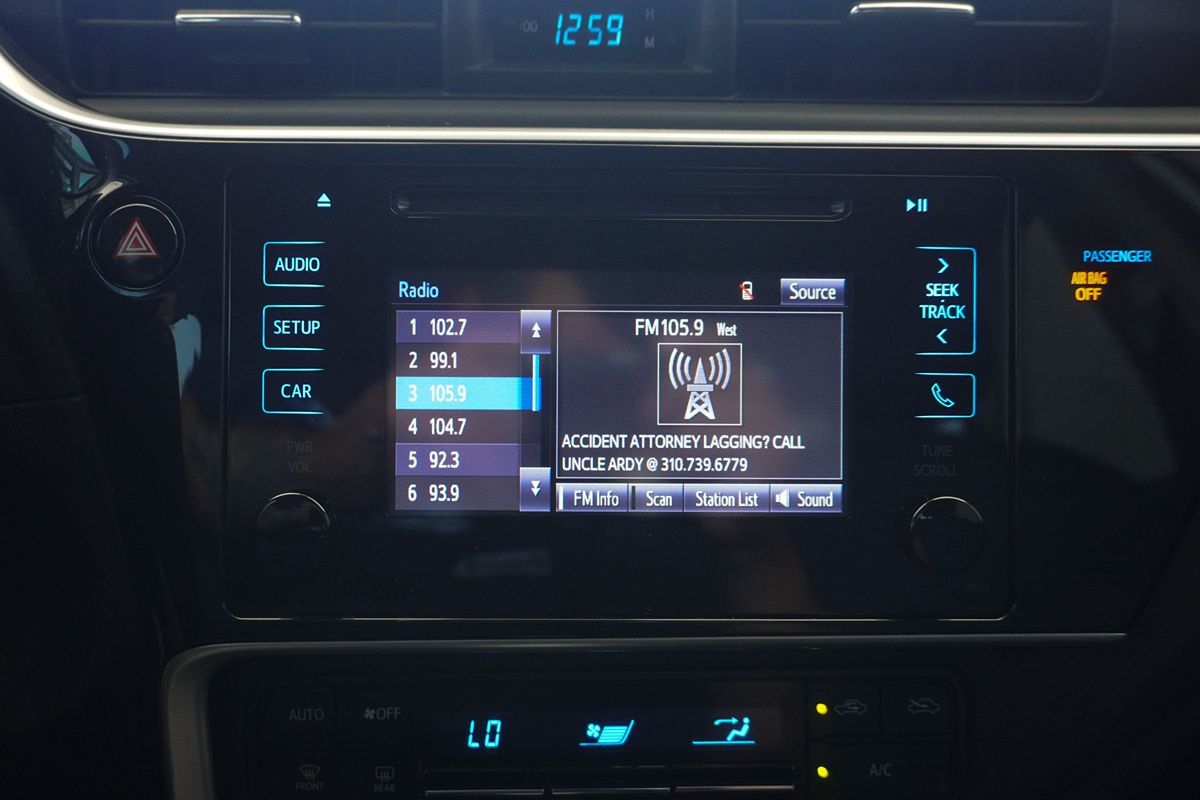 :00 1259 H
M
AUDIO
SETUP
CAR
PWR
VOL
Radio
Source
1 102.7
2 99.1
3 105.9
4 104.7
5 92.3
6 93.9
FM105.9 West
ACCIDENT ATTORNEY LAGGING? CALL
UNCLE ARDY @ 310.739.6779
FM Info
Scan
Station List
Sound
SEEK
TRACK
TUNE
SCROLL
PASSENGER
AIR BAG
OFF
AUTO
OFF
LO
FRONT
REAR
A/C